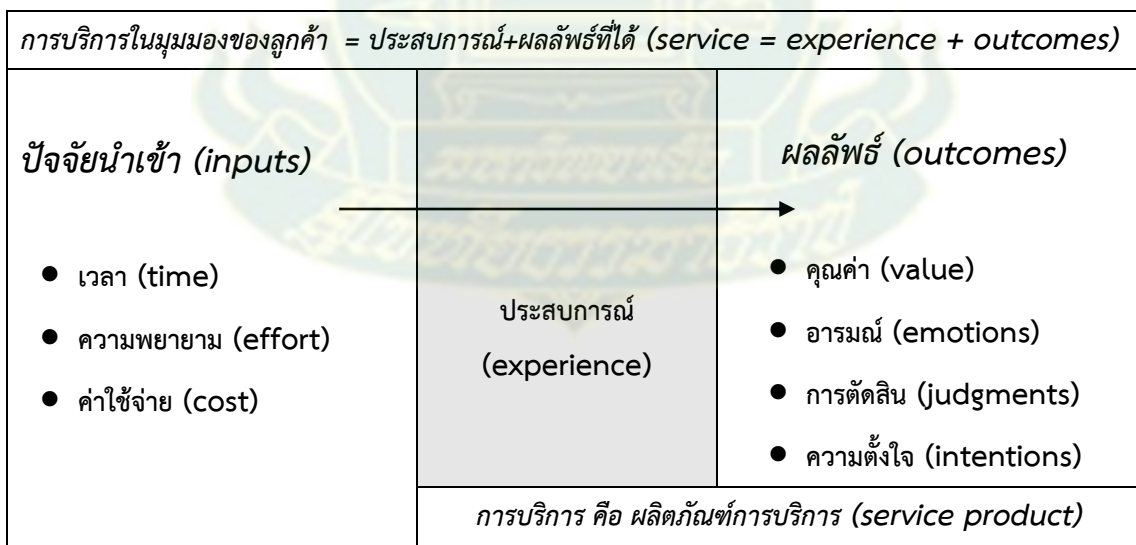 การบริการในมุมมองของลูกค้า = ประสบการณ์+ผลลัพธ์ที่ได้ (service = experience + outcomes)
ปัจจัยนำเข้า (inputs)
● เวลา (time)
● ความพยายาม (effort)
● ค่าใช้จ่าย (cost)
ประสบการณ์
(experience)
ผลลัพธ์ (outcomes)
● คุณค่า (value)
● อารมณ์ (emotions)
● การตัดสิน (judgments)
● ความตั้งใจ (intentions)
การบริการ คือ ผลิตภัณฑ์การบริการ (service product)